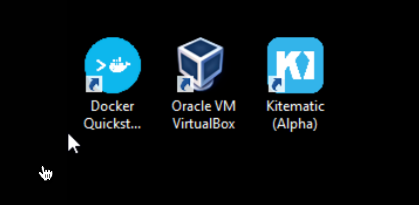 Docker
Quickst...
Oracle VM
VirtualBox
Kitematic
(Alpha)